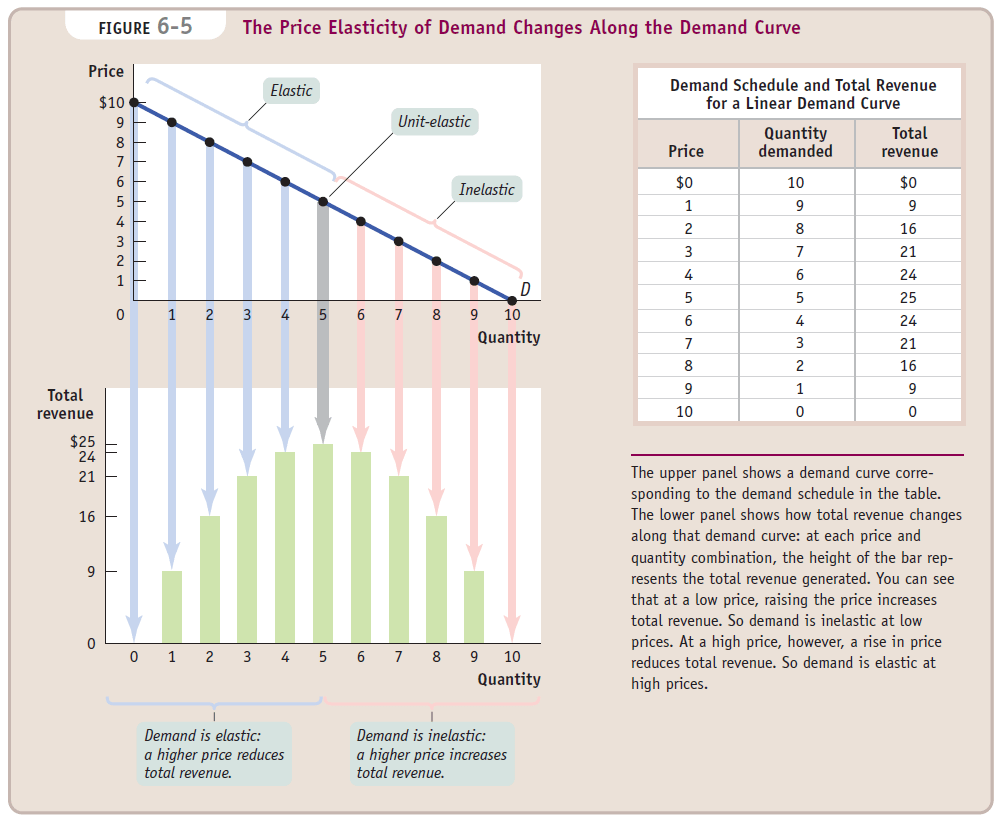 FIGURE 6-5 The Price Elasticity of Demand Changes Along the Demand Curve
Price
$10
9
8
7
6
5
4
3
2
1
Elastic
Unit-elastic
Inelastic
D
0 1 2 3 4 5 6 7 8 9 10
Quantity
Total
revenue
$25
24
21
16
9
0
0 1 2 3 4 5 6 7 8 9 10
Quantity
Demand is elastic:
a higher price reduces
total revenue.
Demand is inelastic:
a higher price increases
total revenue.
Demand Schedule and Total Revenue
for a Linear Demand Curve
Price Quantity demanded Total revenue
$0 10 $0
1 9 9
2 8 16
3 7 21
4 6 24
5 5 25
6 4 24
7 3 21
8 2 16
9 1 9
10 0 0
The upper panel shows a demand curve corre-
sponding to the demand schedule in the table.
The lower panel shows how total revenue changes
along that demand curve: at each price and
quantity combination, the height of the bar rep-
resents the total revenue generated. You can see
that at a low price, raising the price increases
total revenue. So demand is inelastic at low
prices. At a high price, however, a rise in price
reduces total revenue. So demand is elastic at
high prices.